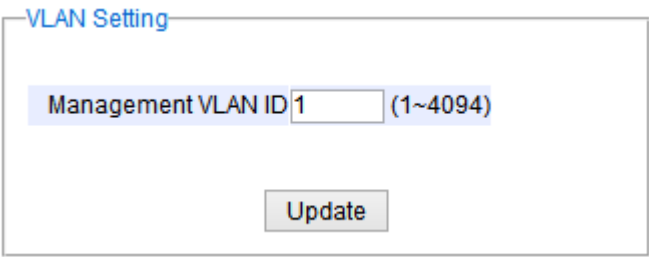 VLAN Setting
Management VLAN ID 1 (1~4094)
Update